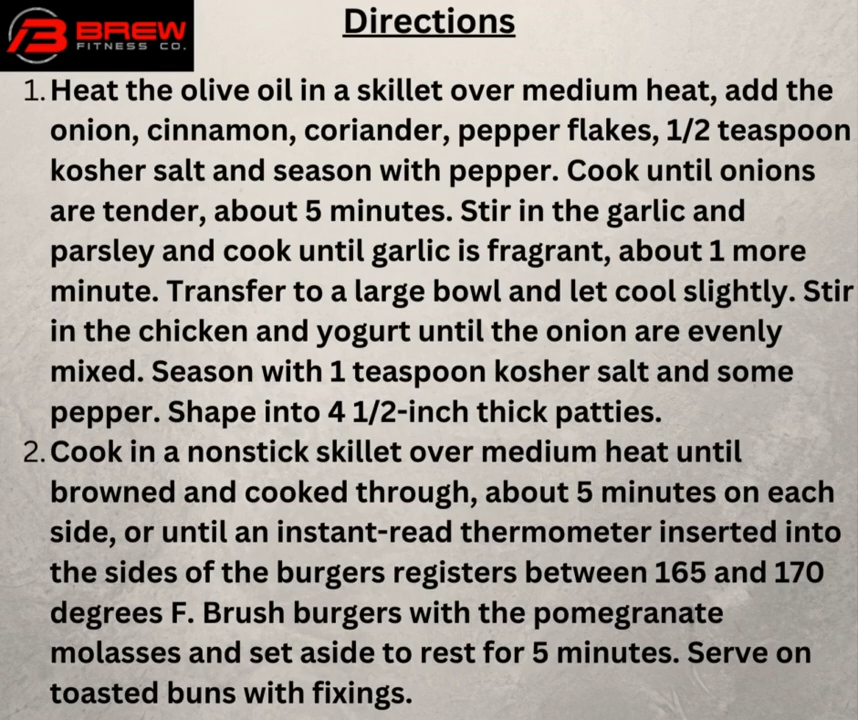 BREW
FITNESS CO.
Directions
1. Heat the olive oil in a skillet over medium heat, add the
onion, cinnamon, coriander, pepper flakes, 1/2 teaspoon
kosher salt and season with pepper. Cook until onions
are tender, about 5 minutes. Stir in the garlic and
parsley and cook until garlic is fragrant, about 1 more
minute. Transfer to a large bowl and let cool slightly. Stir
in the chicken and yogurt until the onion are evenly
mixed. Season with 1 teaspoon kosher salt and some
pepper. Shape into 4 1/2-inch thick patties.
2. Cook in a nonstick skillet over medium heat until
browned and cooked through, about 5 minutes on each
side, or until an instant-read thermometer inserted into
the sides of the burgers registers between 165 and 170
degrees F. Brush burgers with the pomegranate
molasses and set aside to rest for 5 minutes. Serve on
toasted buns with fixings.